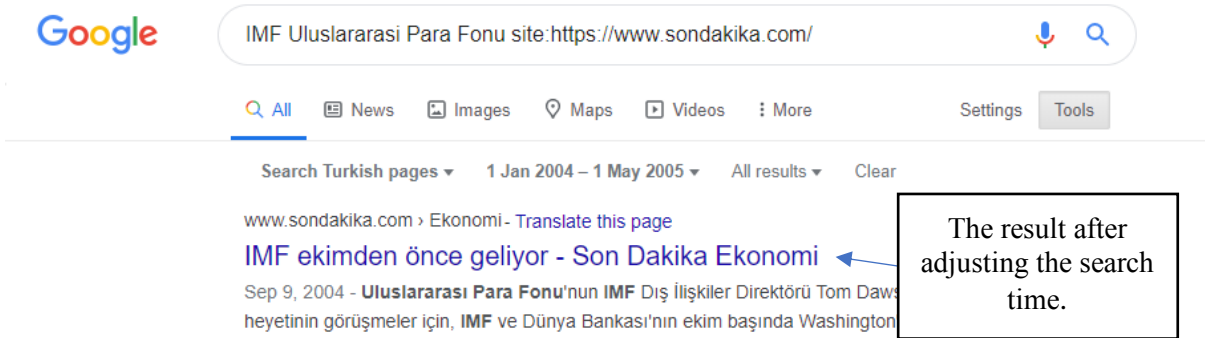 Google
IMF Uluslararasi Para Fonu site:https://www.sondakika.com/
All News Images Maps Videos More Settings Tools
Search Turkish pages 1 Jan 2004 – 1 May 2005 All results Clear
www.sondakika.com › Ekonomi - Translate this page
IMF ekimden önce geliyor - Son Dakika Ekonomi
Sep 9, 2004 - Uluslararası Para Fonu'nun IMF Dış İlişkiler Direktörü Tom
heyetinin görüşmeler için, IMF ve Dünya Bankası'nın ekim başında Washington
The result after
adjusting the search
time.